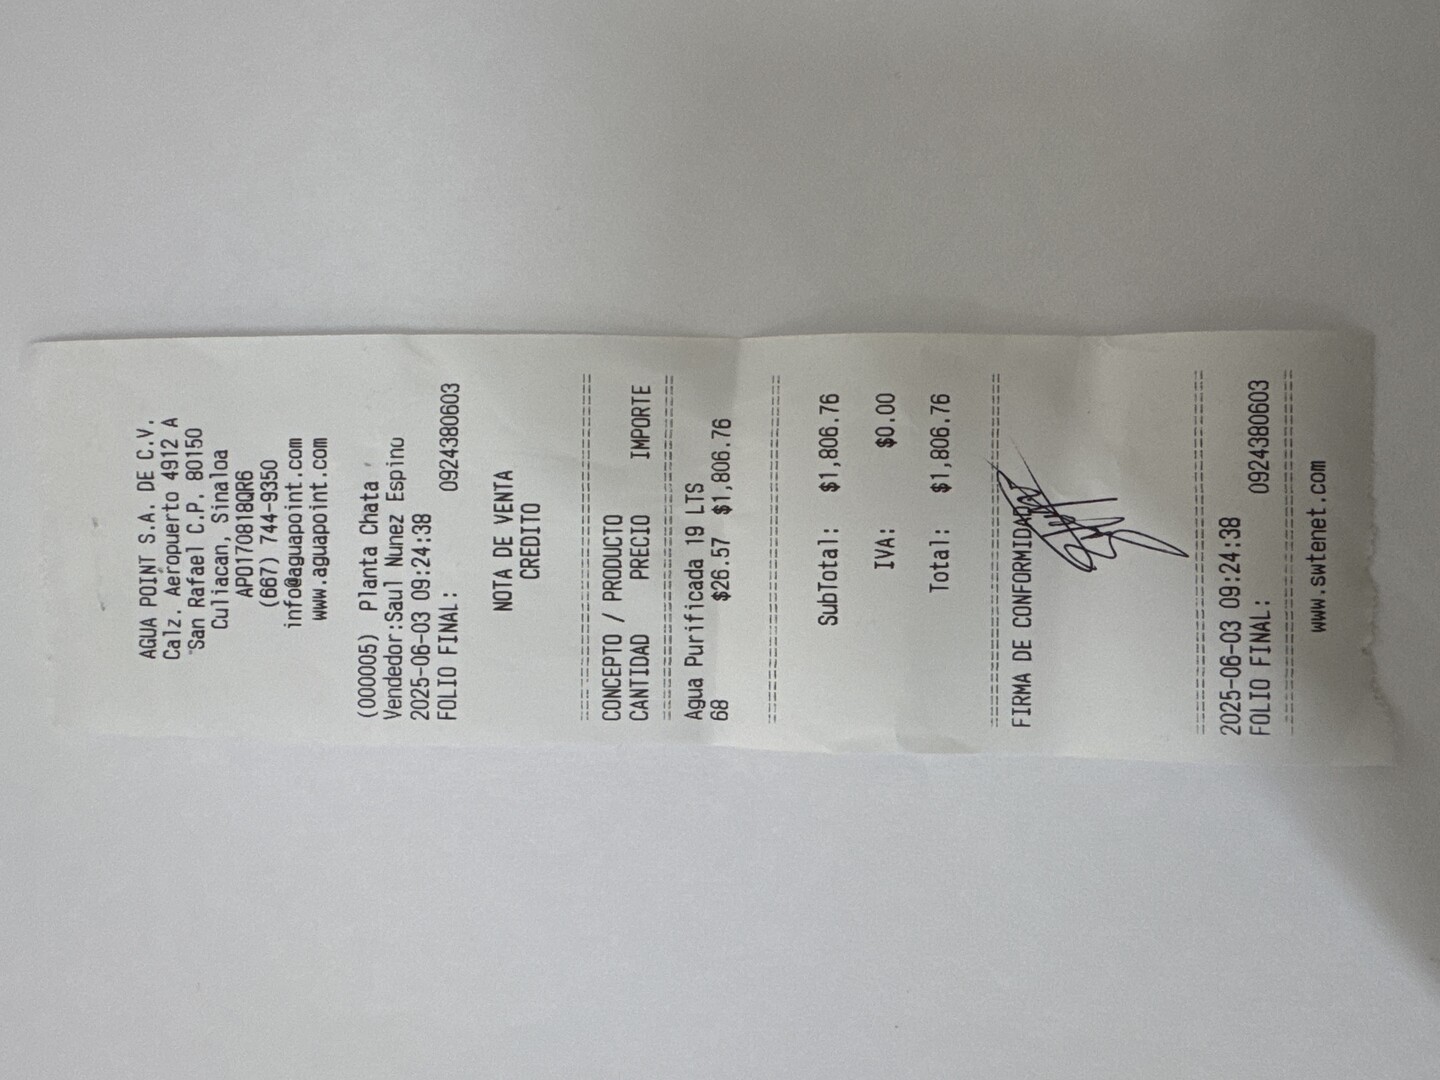 AGUA POINT S.A. DE C.V.
Calz. Aeropuerto 4912 A
San Rafael C.P. 80150
Culiacan, Sinaloa
APO170818QR6
(667) 744-9350
info@aguapoint.com
www.aguapoint.com
(000005) Planta Chata
Vendedor:Saul Nunez Espinu
2025-06-03 09:24:38
FOLIO FINAL: 0924380603
NOTA DE VENTA
CREDITO
================================
CONCEPTO / PRODUCTO
CANTIDAD PRECIO IMPORTE
================================
Agua Purificada 19 LTS
68 $26.57 $1,806.76
================================
SubTotal: $1,806.76
IVA: $0.00
Total: $1,806.76
================================
FIRMA DE CONFORMIDAD
================================
2025-06-03 09:24:38
FOLIO FINAL: 0924380603
================================
www.swtenet.com